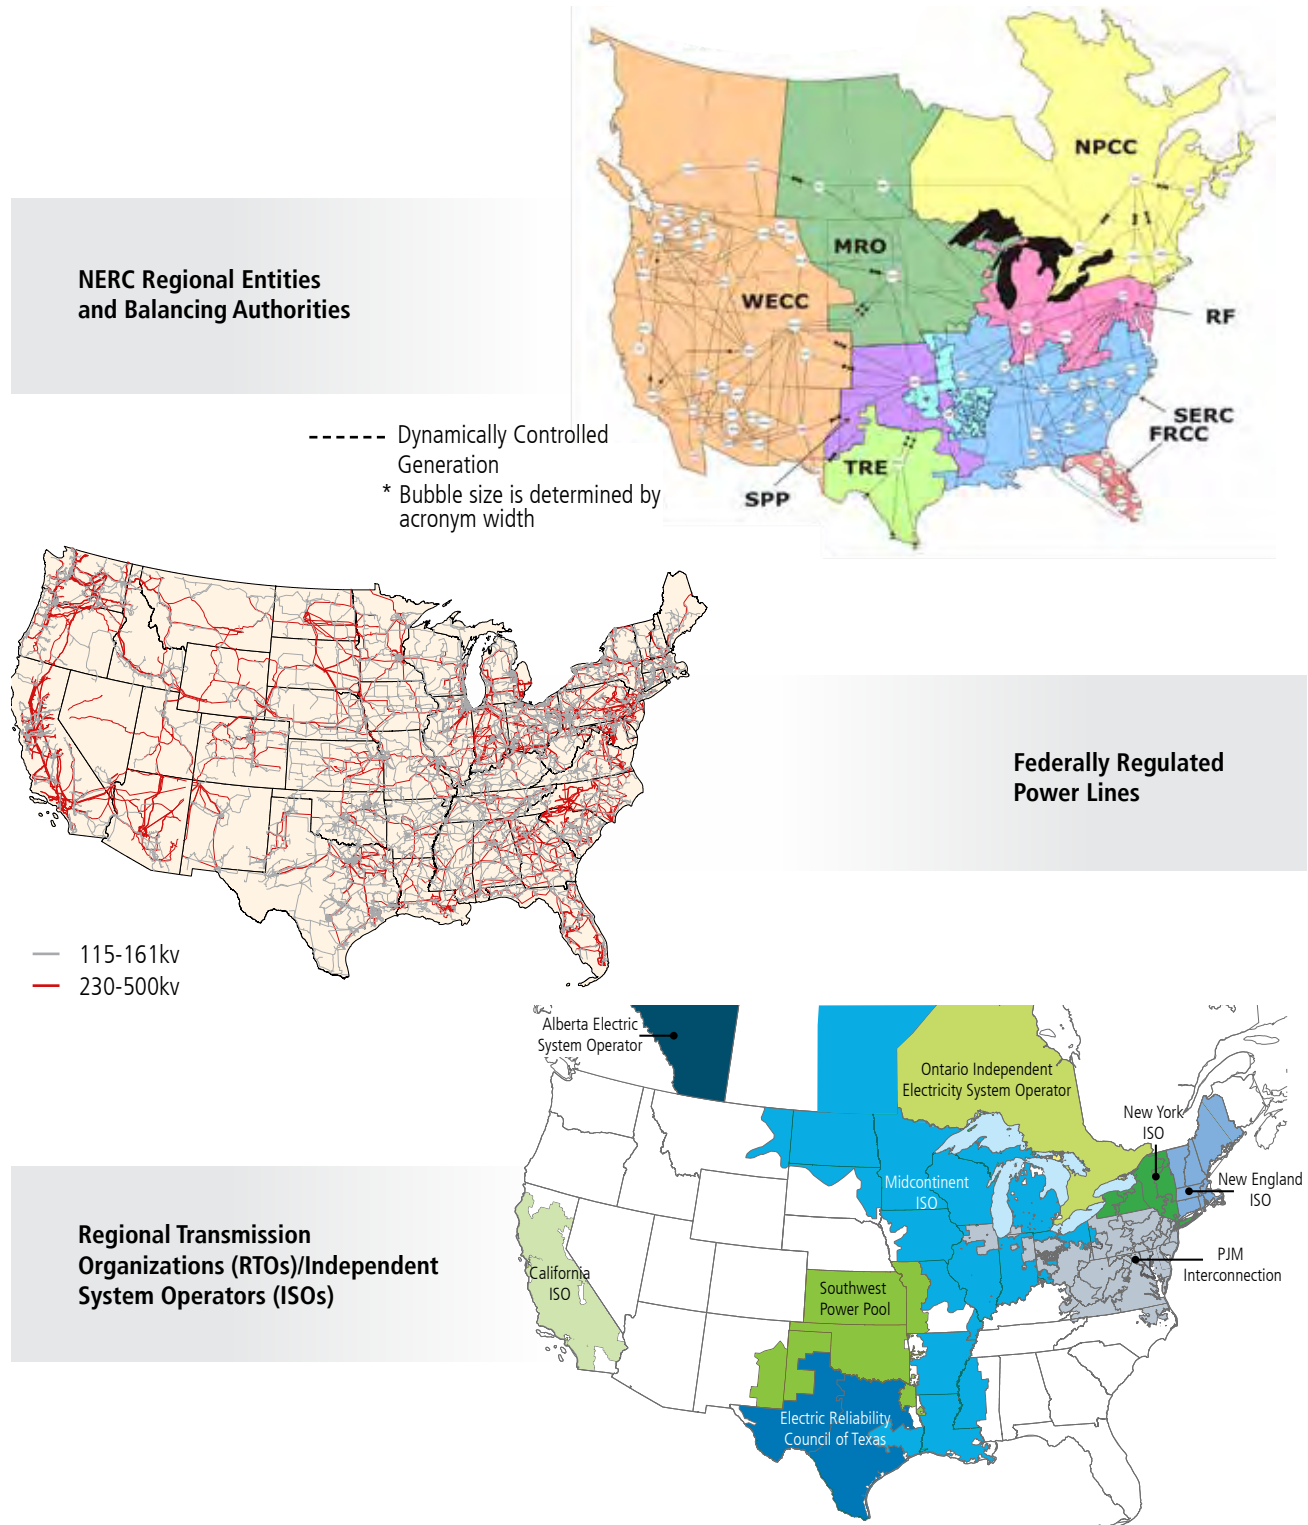 NPCC
MRO
WECC
RF
SERC
FRCC
TRE
SPP
NERC Regional Entities
and Balancing Authorities
Dynamically Controlled
Generation
* Bubble size is determined by
acronym width
Federally Regulated
Power Lines
115-161kv
230-500kv
Alberta Electric
System Operator
Ontario Independent
Electricity System Operator
New York
ISO
Midcontinent
ISO
New England
ISO
PJM
Interconnection
California
ISO
Southwest
Power Pool
Electric Reliability
Council of Texas
Regional Transmission
Organizations (RTOs)/Independent
System Operators (ISOs)